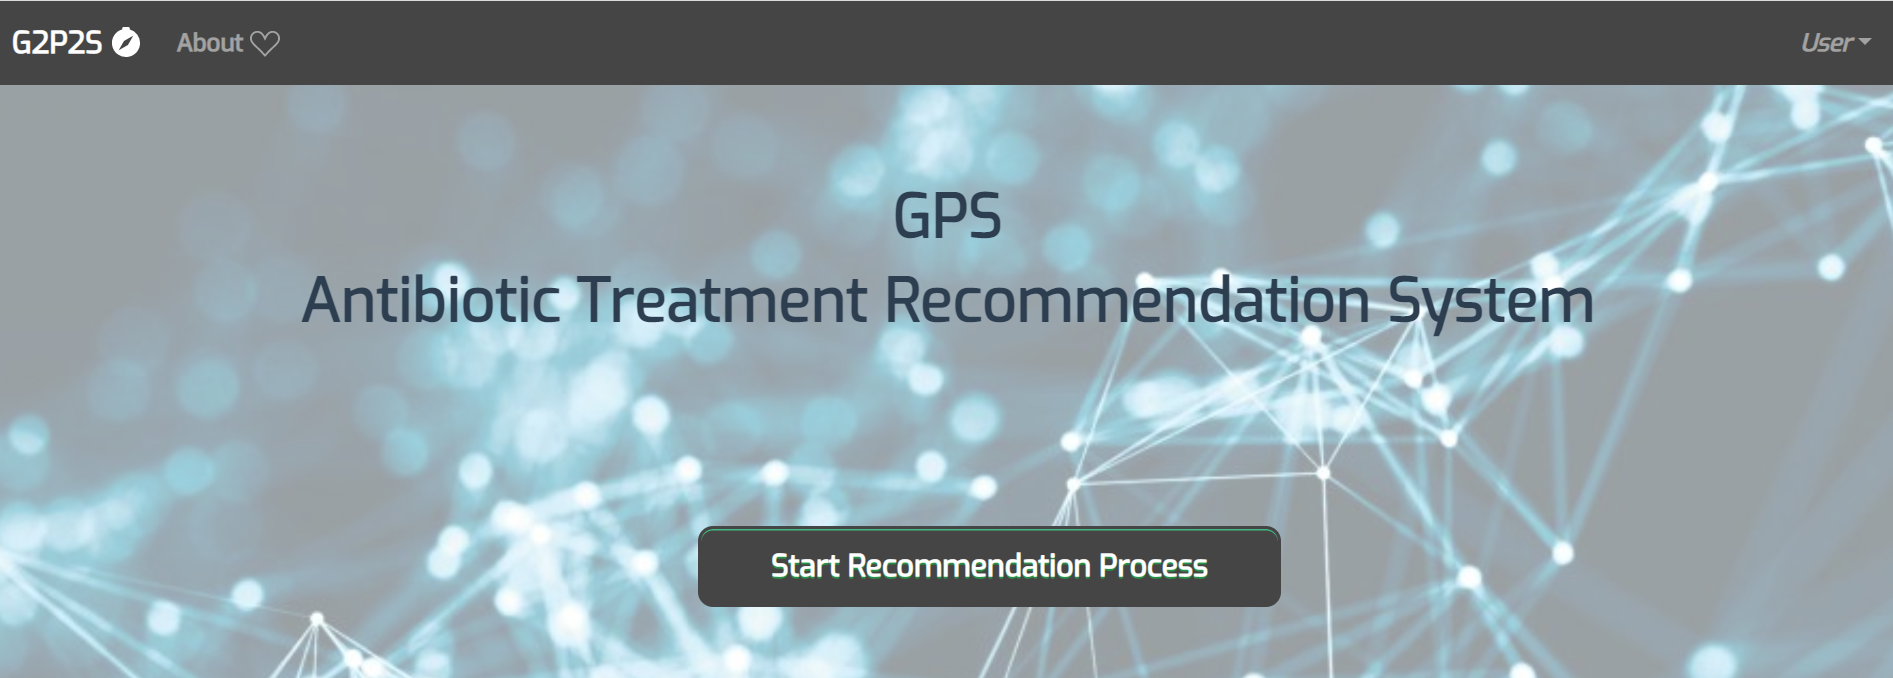 G2P2S About User
GPS
Antibiotic Treatment Recommendation System
Start Recommendation Process